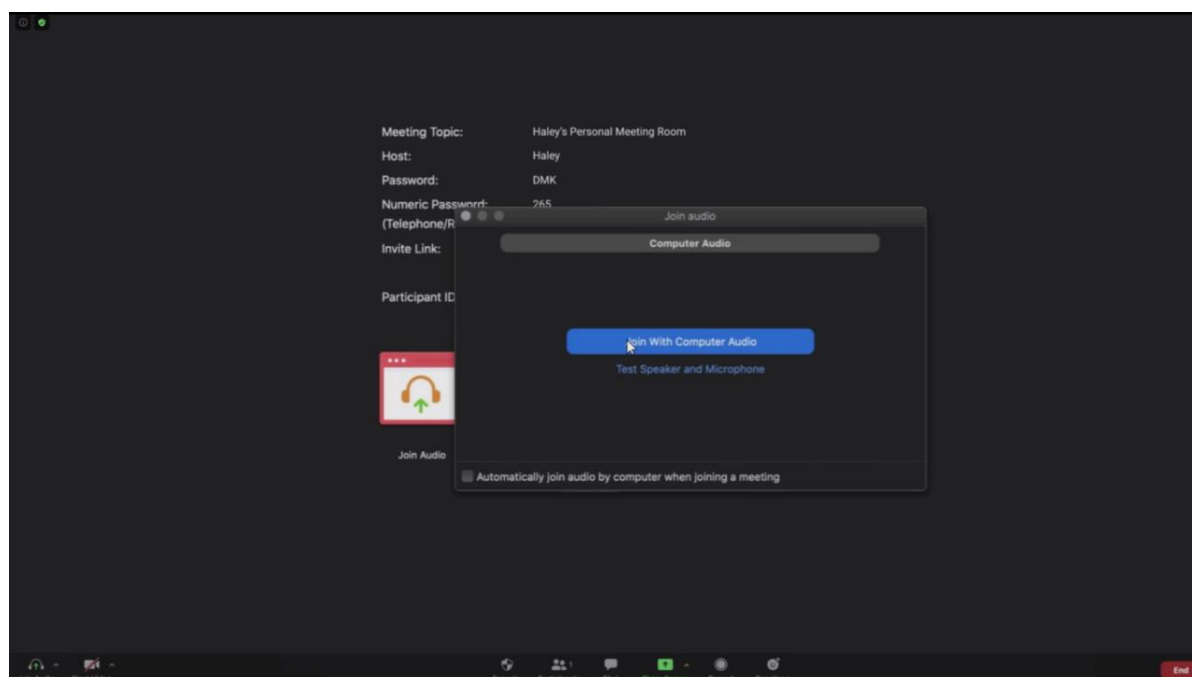 Meeting Topic: Haley's Personal Meeting Room
Host: Haley
Password: DMK
Numeric Password: 265
(Telephone/R
Invite Link:
Participant ID
Join Audio
Join audio
Computer Audio
Join With Computer Audio
Test Speaker and Microphone
Automatically join audio by computer when joining a meeting
End